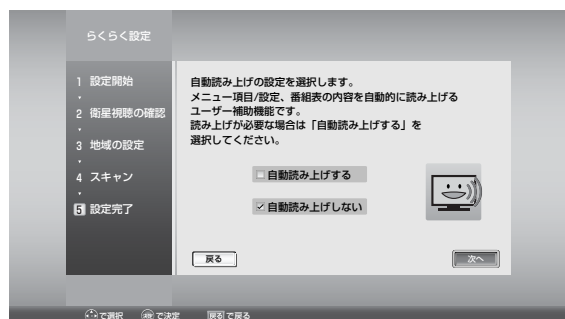 らくらく設定
1 設定開始
2 衛星視聴の確認
3 地域の設定
4 スキャン
5 設定完了
自動読み上げの設定を選択します。
メニュー項目/設定、番組表の内容を自動的に読み上げる
ユーザー補助機能です。
読み上げが必要な場合は「自動読み上げする」を
選択してください。
自動読み上げする
自動読み上げしない
戻る
次へ
で選択 決定 で決定 戻る で戻る